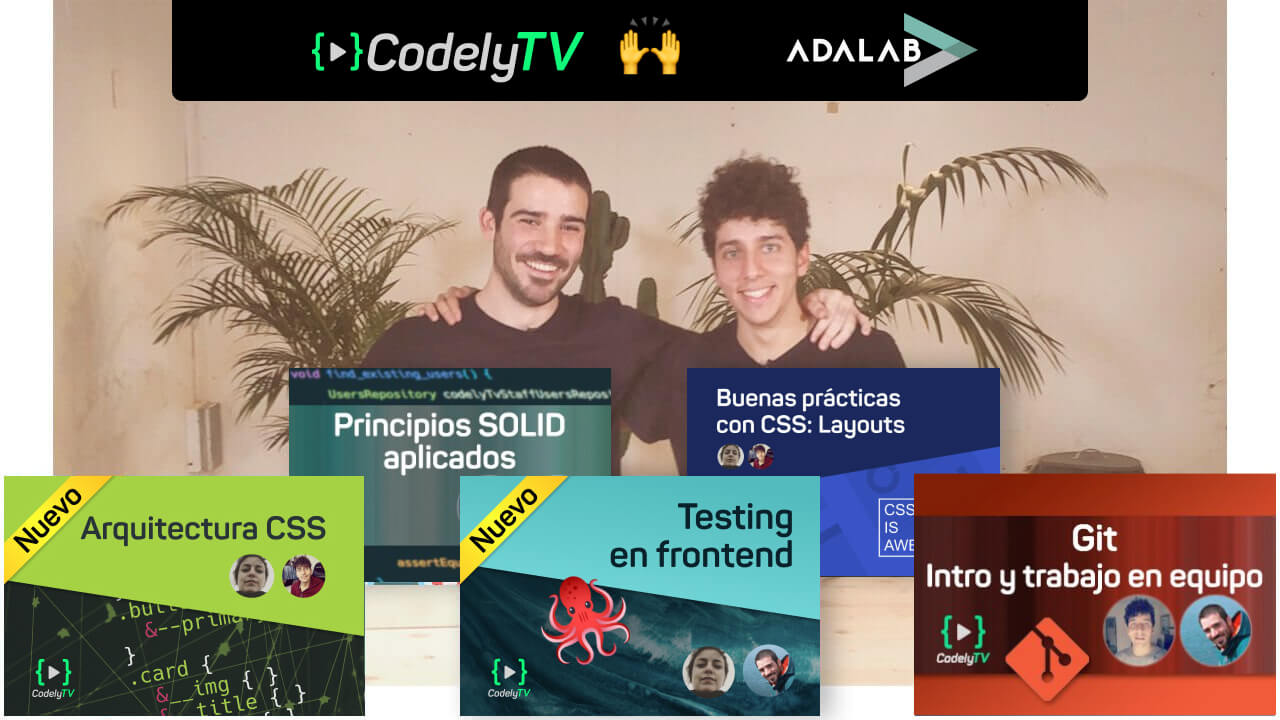 {▶}CodelyTV
ADALAB
void find_existing_users() {
UsersRepository codelyTvStaffUsersReposi
Principios SOLID
aplicados
assertEqu
Buenas prácticas
con CSS: Layouts
CSS
IS
AWE
Nuevo
Arquitectura CSS
.butt
&--prima
}
.card {
&__img { }
__title { }
{▶}
CodelyTV
Nuevo
Testing
en frontend
{▶}
CodelyTV
Git
Intro y trabajo en equipo
{▶}
CodelyTV